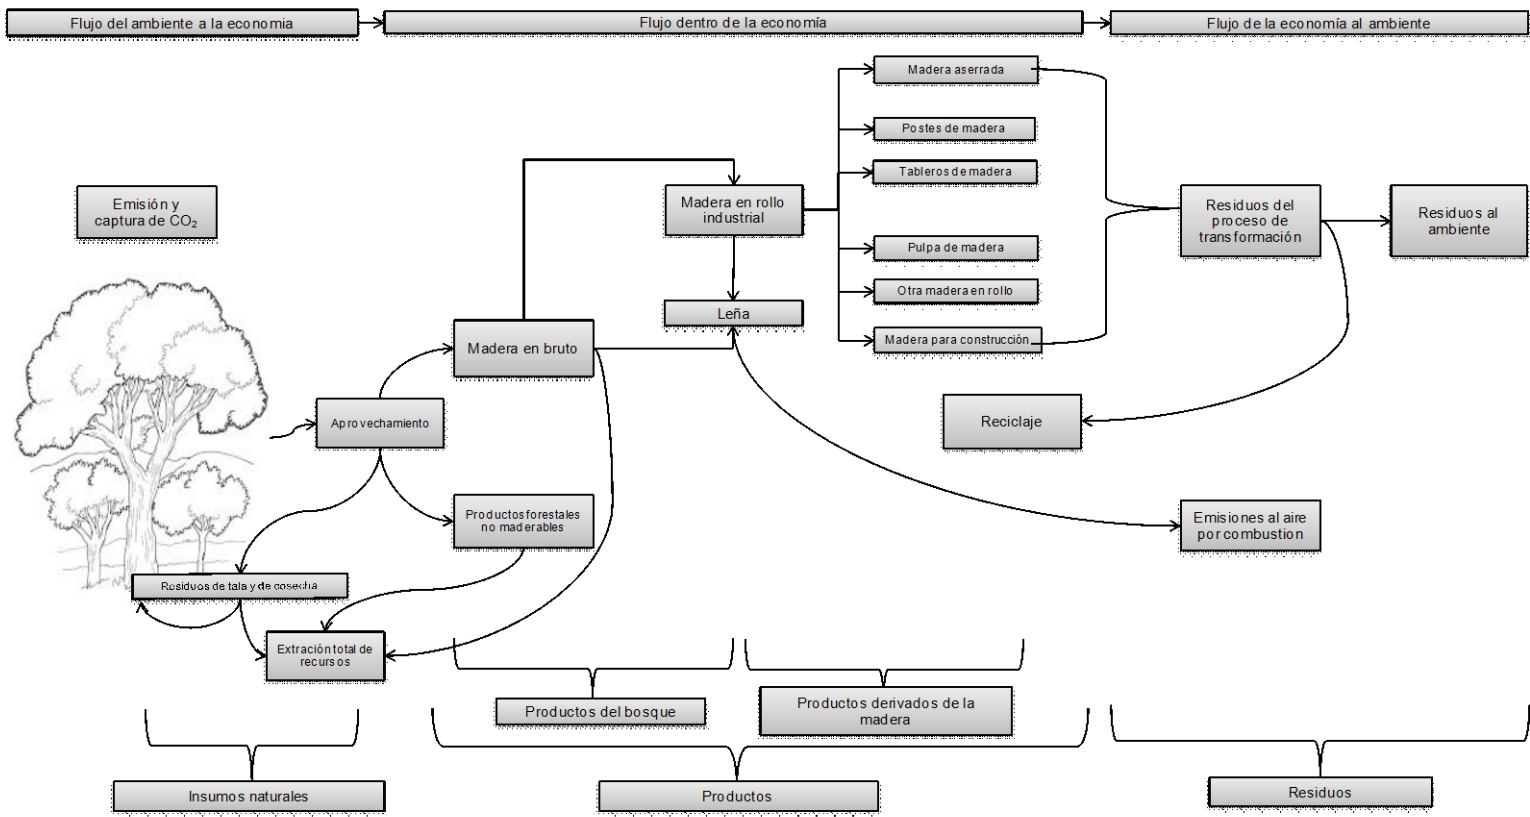 Flujo del ambiente a la economia
Flujo dentro de la economía
Flujo de la economía al ambiente
Madera aserrada
Postes de madera
Tableros de madera
Emisión y
captura de CO₂
Madera en rollo
industrial
Residuos del
proceso de
transformación
Residuos al
ambiente
Pulpa de madera
Otra madera en rollo
Leña
Madera para construcción
Madera en bruto
Aprovechamiento
Reciclaje
Productos forestales
no maderables
Emisiones al aire
por combustion
Residuos de tala y de cosecha
Extración total de
recursos
Productos del bosque
Productos derivados de la
madera
Insumos naturales
Productos
Residuos